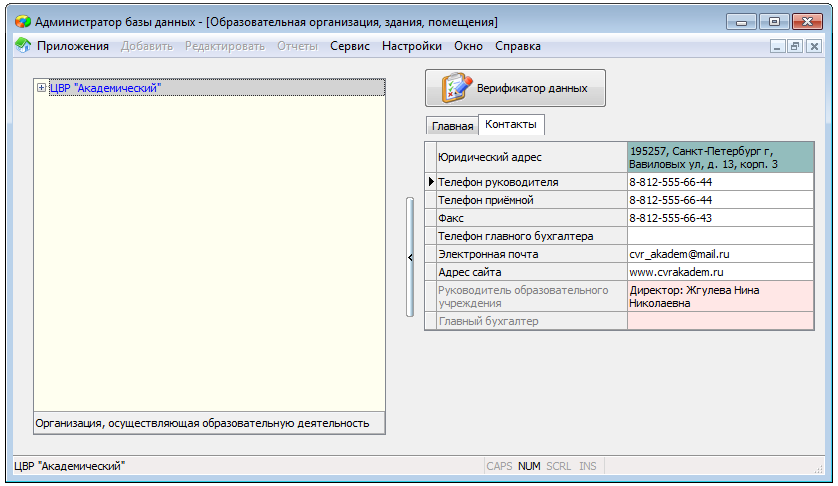 Администратор базы данных - [Образовательная организация, здания, помещения]
Приложения Добавить Редактировать Отчеты Сервис Настройки Окно Справка
ЦВР "Академический"
Организация, осуществляющая образовательную деятельность
Верификатор данных
Главная Контакты
Юридический адрес 195257, Санкт-Петербург г,
Вавиловых ул, д. 13, корп. 3
Телефон руководителя 8-812-555-66-44
Телефон приёмной 8-812-555-66-44
Факс 8-812-555-66-43
Телефон главного бухгалтера
Электронная почта cvr_akadem@mail.ru
Адрес сайта www.cvrakadem.ru
Руководитель образовательного Директор: Жгулева Нина
учреждения Николаевна
Главный бухгалтер
ЦВР "Академический" CAPS NUM SCRL INS